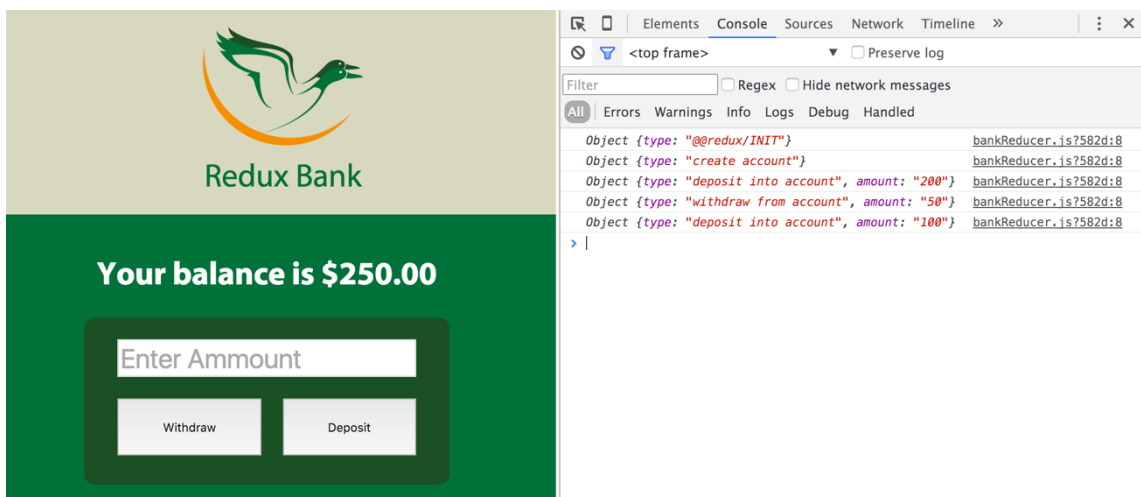 Redux Bank
Your balance is $250.00
Enter Ammount
Withdraw Deposit
Elements Console Sources Network Timeline »
<top frame> ▼ Preserve log
Filter Regex Hide network messages
All Errors Warnings Info Logs Debug Handled
Object {type: "@@redux/INIT"} bankReducer.js?582d:8
Object {type: "create account"} bankReducer.js?582d:8
Object {type: "deposit into account", amount: "200"} bankReducer.js?582d:8
Object {type: "withdraw from account", amount: "50"} bankReducer.js?582d:8
Object {type: "deposit into account", amount: "100"} bankReducer.js?582d:8
>